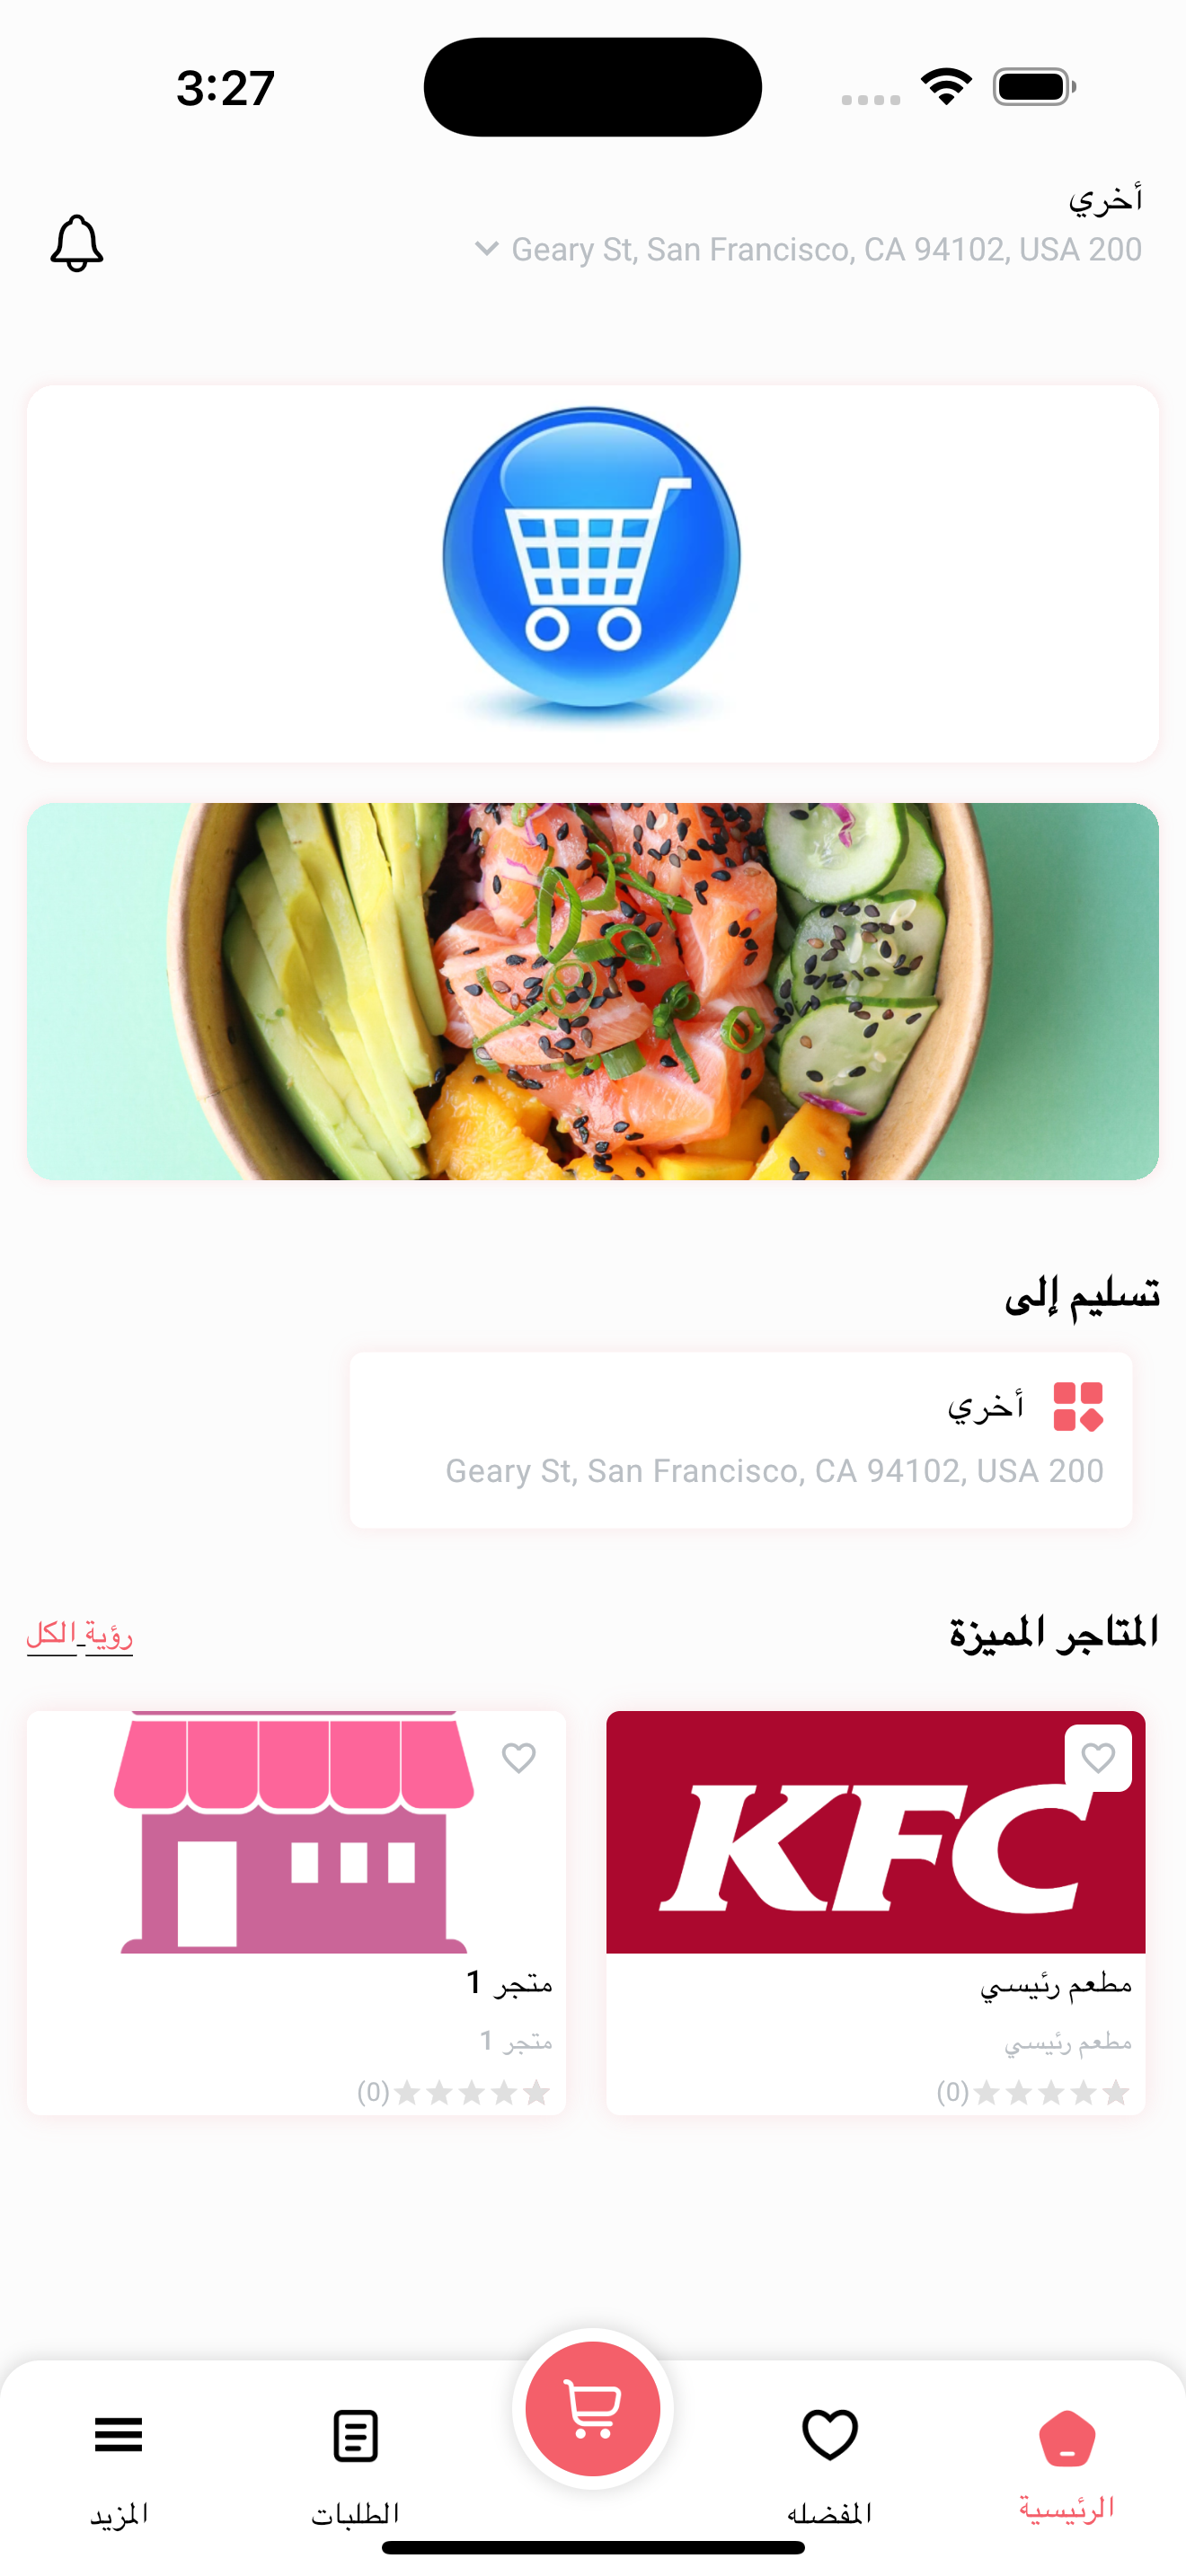 3:27
أخري
Geary St, San Francisco, CA 94102, USA 200
تسليم إلى
أخري
Geary St, San Francisco, CA 94102, USA 200
المتاجر المميزة
رؤية الكل
KFC
مطعم رئيسي
مطعم رئيسي
(0)
متجر 1
متجر 1
(0)
الرئيسية
المفضله
الطلبات
المزيد